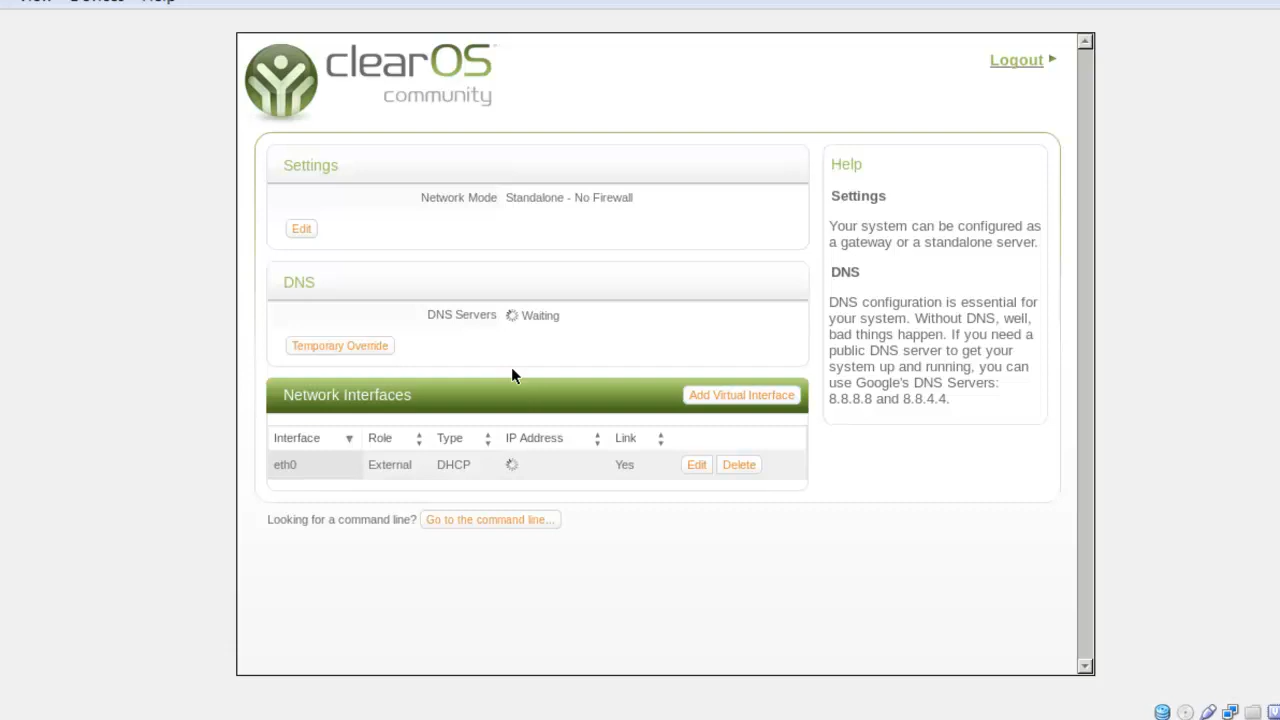 View Devices Help
clearOS
community
Logout
Settings
Network Mode Standalone - No Firewall
Edit
DNS
DNS Servers Waiting
Temporary Override
Network Interfaces Add Virtual Interface
Interface Role Type IP Address Link
eth0 External DHCP Yes Edit Delete
Looking for a command line? Go to the command line...
Help
Settings
Your system can be configured as
a gateway or a standalone server.
DNS
DNS configuration is essential for
your system. Without DNS, well,
bad things happen. If you need a
public DNS server to get your
system up and running, you can
use Google's DNS Servers:
8.8.8.8 and 8.8.4.4.